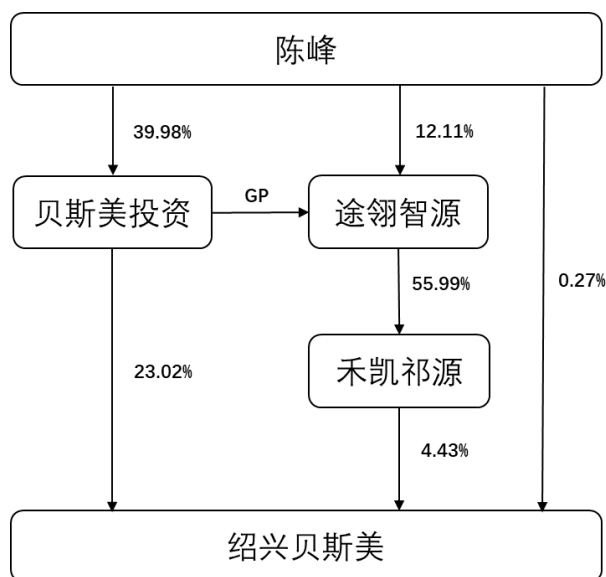 陈峰
39.98%
12.11%
贝斯美投资
GP
途翎智源
55.99%
0.27%
23.02%
禾凯祁源
4.43%
绍兴贝斯美